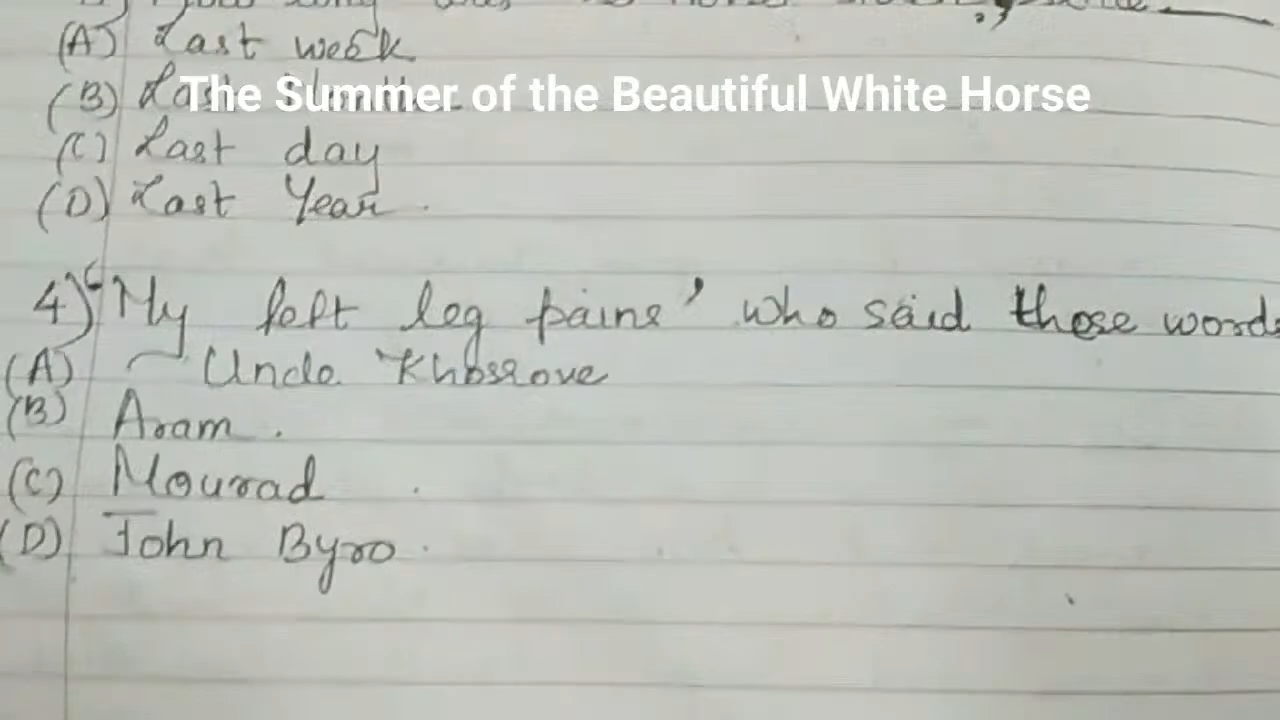 (A) Last week
(B) Last
The Summer of the Beautiful White Horse
(C) Last day
(D) Last Year.
4) 'My left leg pains' who said those words
(A) Uncle Khosrove
(B) Aram.
(C) Mourad
(D) John Byro.